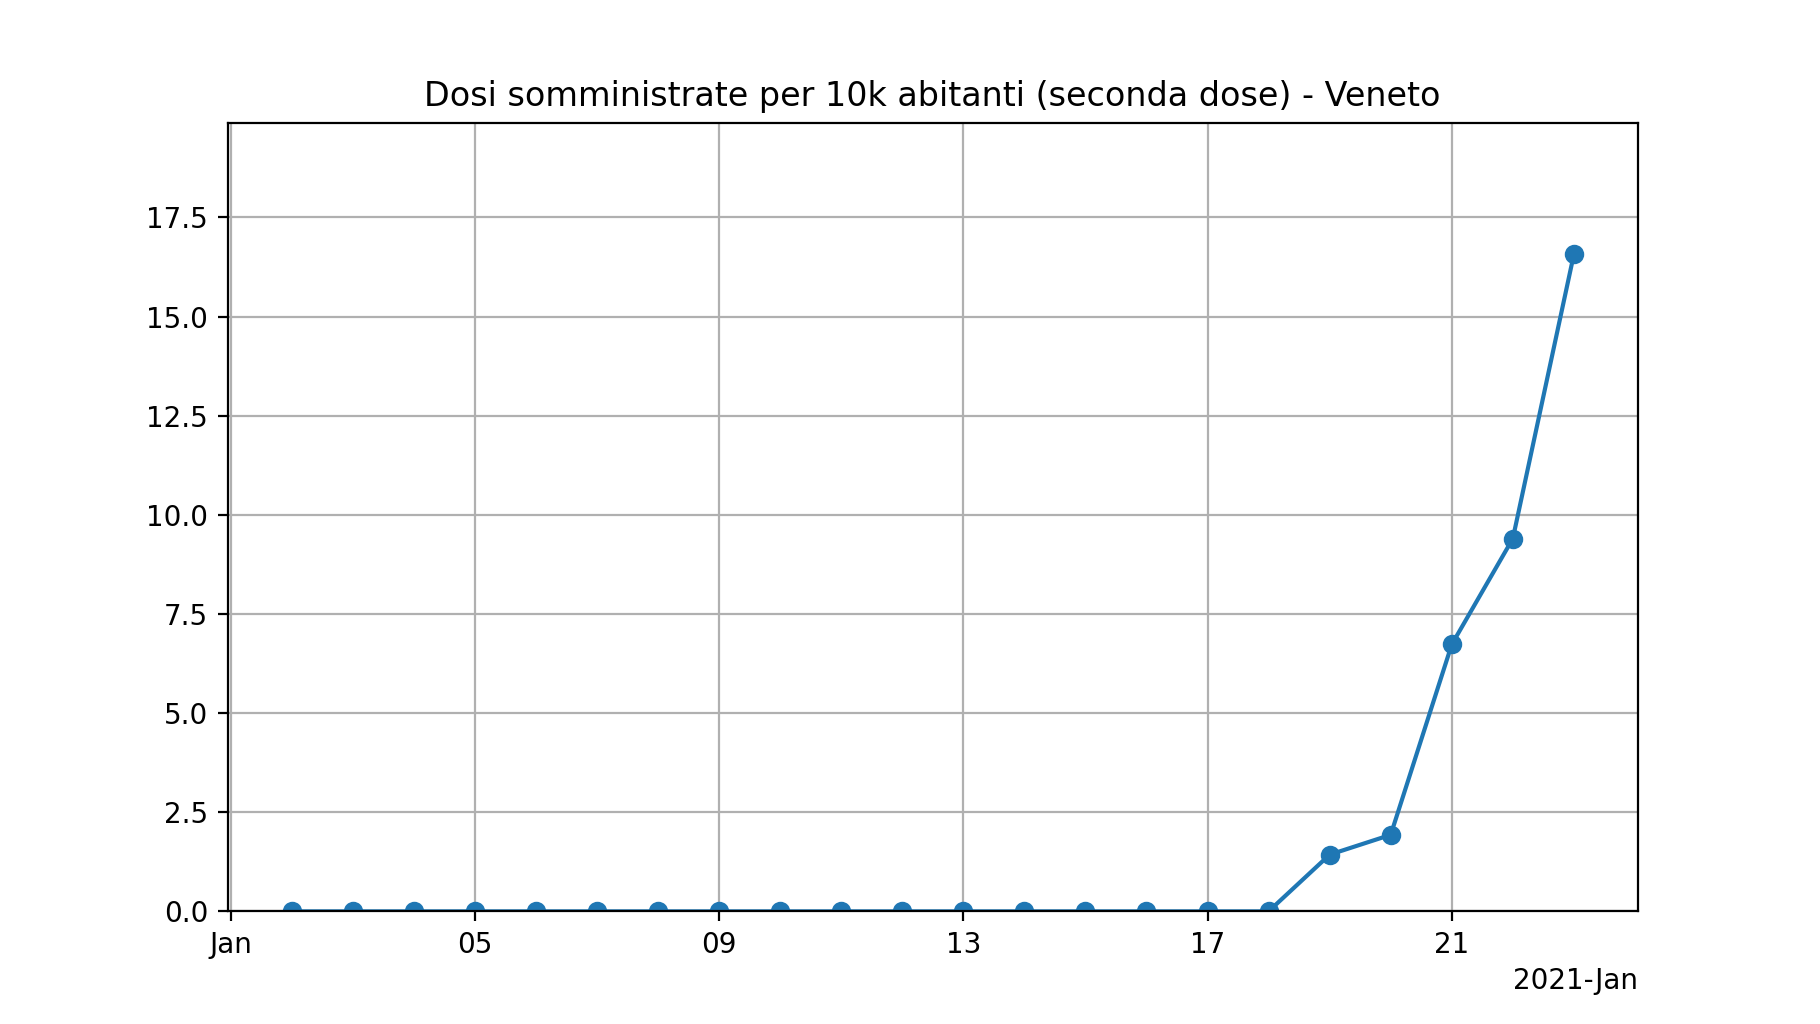 Dosi somministrate per 10k abitanti (seconda dose) - Veneto
17.5
15.0
12.5
10.0
7.5
5.0
2.5
0.0
Jan 05 09 13 17 21
2021-Jan